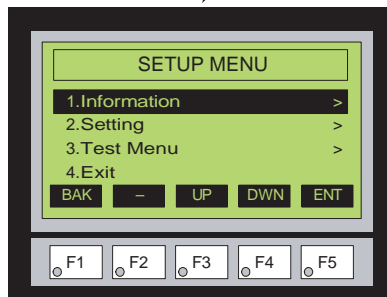 SETUP MENU
1.Information >
2.Setting >
3.Test Menu >
4.Exit
BAK – UP DWN ENT
F1 F2 F3 F4 F5